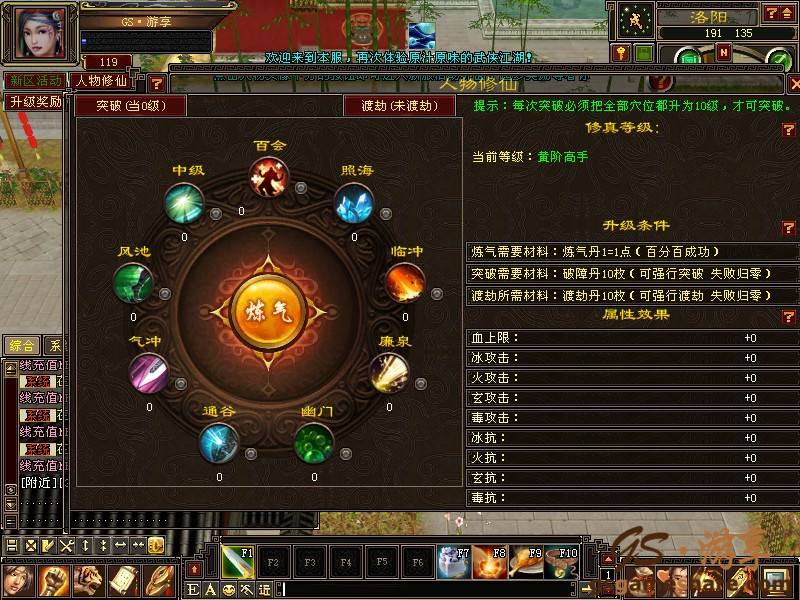 GS·游享
洛阳
191 135
119
欢迎来到本服，再次体验原汁原味的武侠江湖！
新区活动
人物修仙
升级奖励
人物修仙
突破(当0级)
渡劫(未渡劫)
提示：每次突破必须把全部穴位都升为10级，才可突破。
修真等级：
当前等级：黄阶高手
百会
0
中级
0
照海
0
风池
0
临冲
0
炼气
气冲
0
廉泉
0
通谷
0
幽门
0
升级条件
炼气需要材料：炼气丹1=1点(百分百成功)
突破需要材料：破障丹10枚(可强行突破 失败归零)
渡劫所需材料：渡劫丹10枚(可强行渡劫 失败归零)
属性效果
血上限： +0
冰攻击： +0
火攻击： +0
玄攻击： +0
毒攻击： +0
冰抗： +0
火抗： +0
玄抗： +0
毒抗： +0
综合
系
线充值
系统
线充值
系统
线充值
系统
线充值
[附近]
F1 F2 F3 F4 F5 F6 F7 F8 F9 F10
E A 近
1
GS·游享